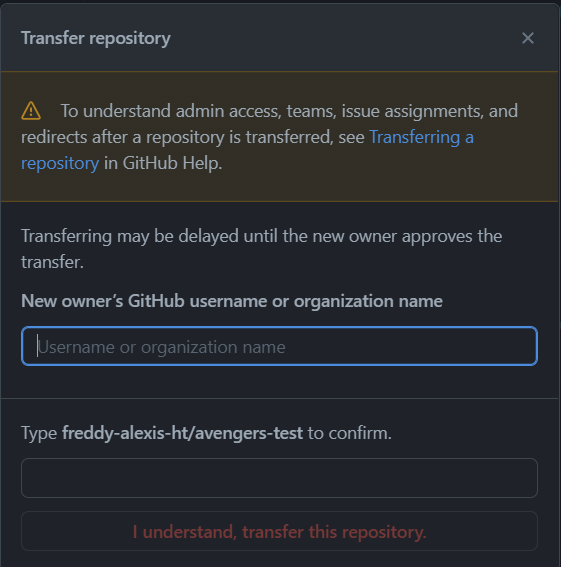 Transfer repository
To understand admin access, teams, issue assignments, and
redirects after a repository is transferred, see Transferring a
repository in GitHub Help.
Transferring may be delayed until the new owner approves the
transfer.
New owner’s GitHub username or organization name
Username or organization name
Type freddy-alexis-ht/avengers-test to confirm.
I understand, transfer this repository.